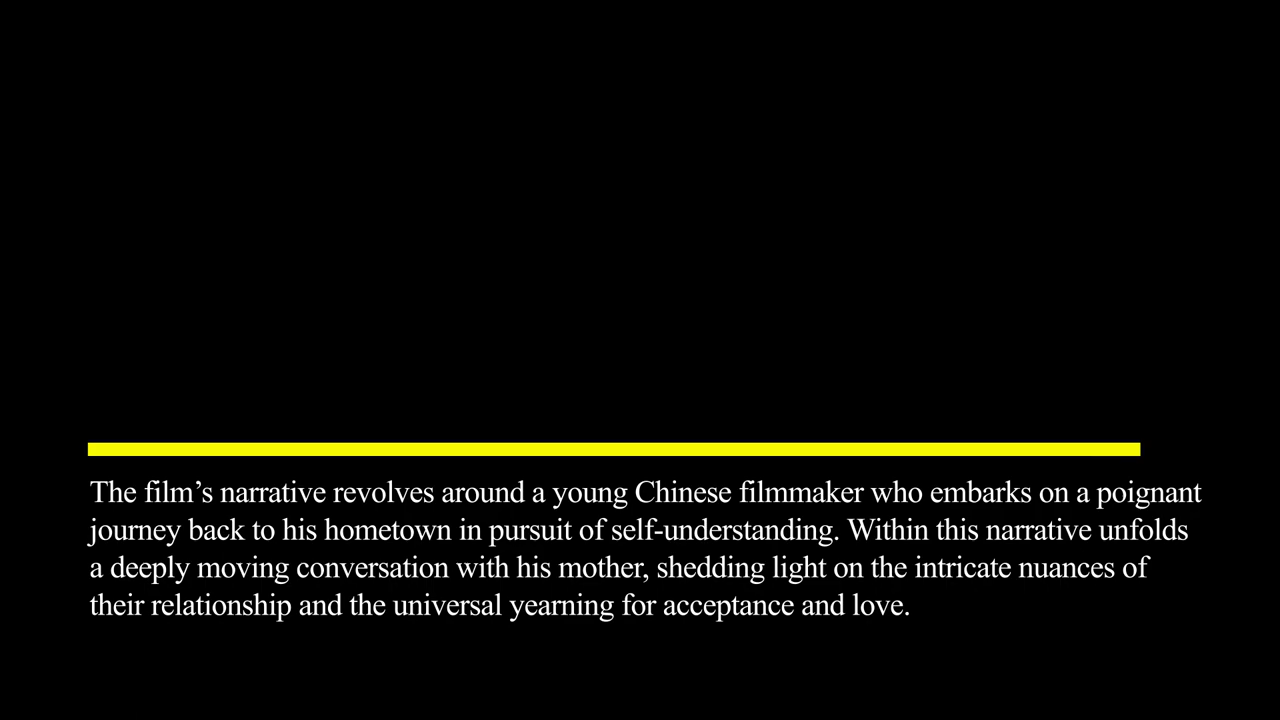 The film’s narrative revolves around a young Chinese filmmaker who embarks on a poignant
journey back to his hometown in pursuit of self-understanding. Within this narrative unfolds
a deeply moving conversation with his mother, shedding light on the intricate nuances of
their relationship and the universal yearning for acceptance and love.